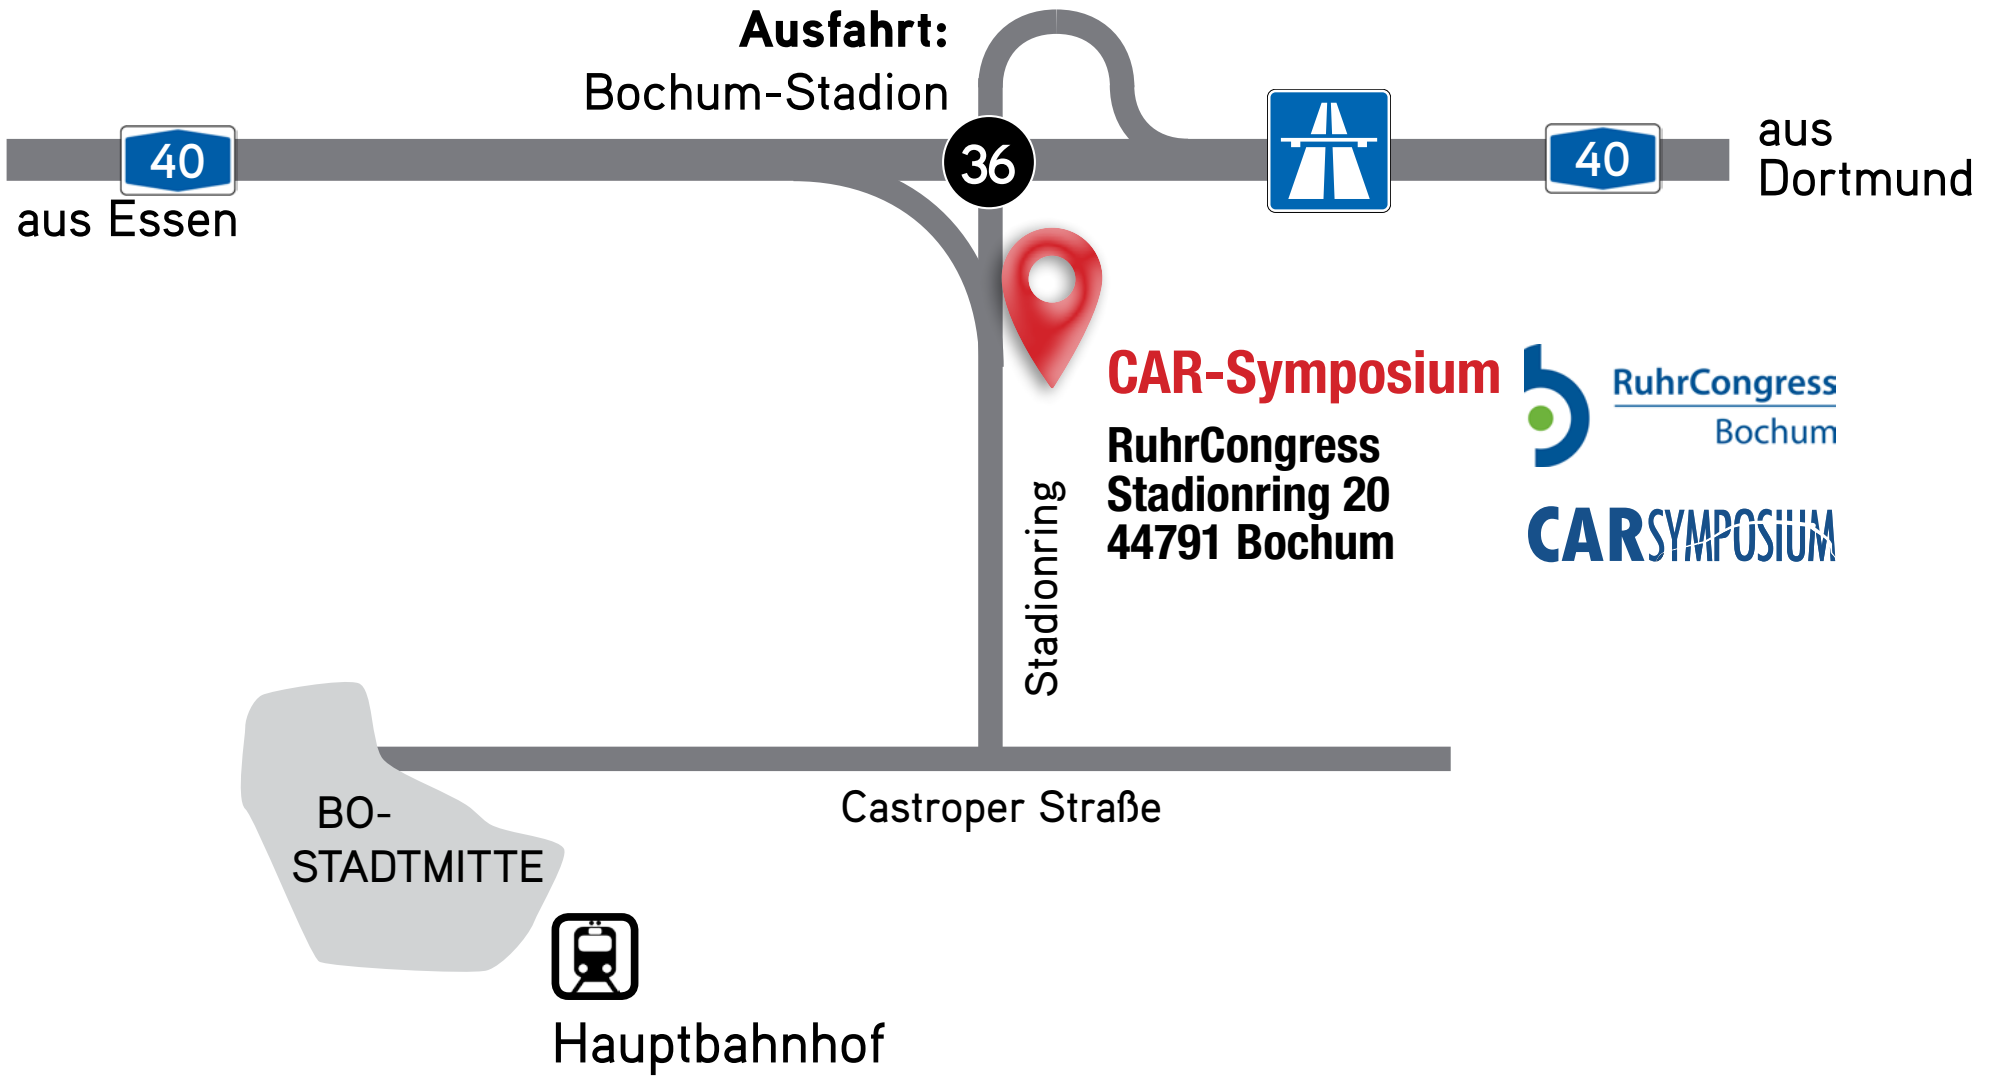 Ausfahrt:
Bochum-Stadion
40
aus Essen
36
40
aus
Dortmund
CAR-Symposium
RuhrCongress
Stadionring 20
44791 Bochum
RuhrCongress
Bochum
CARSYMPOSIUM
Stadionring
Castroper Straße
BO-
STADTMITTE
Hauptbahnhof